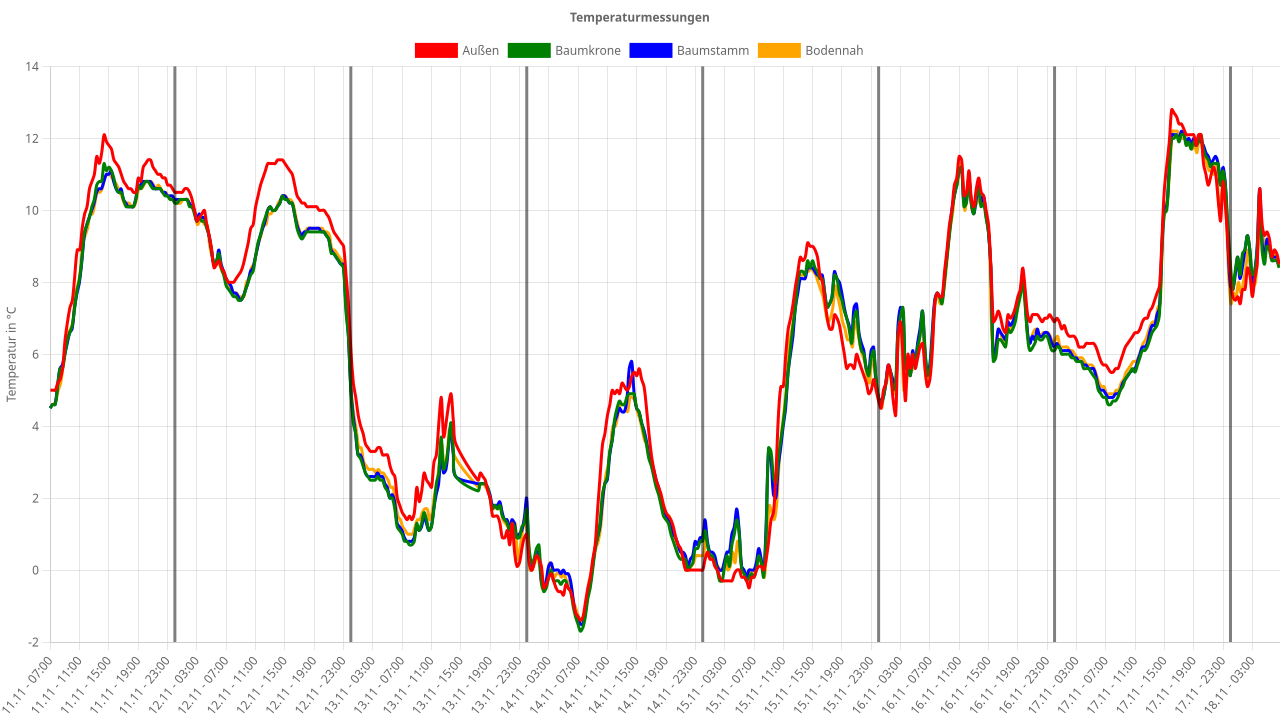 Temperaturmessungen
Außen Baumkrone Baumstamm Bodennah
Temperatur in °C
14
12
10
8
6
4
2
0
-2
11.11 - 07:00
11.11 - 11:00
11.11 - 15:00
11.11 - 19:00
11.11 - 23:00
12.11 - 03:00
12.11 - 07:00
12.11 - 11:00
12.11 - 15:00
12.11 - 19:00
12.11 - 23:00
13.11 - 03:00
13.11 - 07:00
13.11 - 11:00
13.11 - 15:00
13.11 - 19:00
13.11 - 23:00
14.11 - 03:00
14.11 - 07:00
14.11 - 11:00
14.11 - 15:00
14.11 - 19:00
14.11 - 23:00
15.11 - 03:00
15.11 - 07:00
15.11 - 11:00
15.11 - 15:00
15.11 - 19:00
15.11 - 23:00
16.11 - 03:00
16.11 - 07:00
16.11 - 11:00
16.11 - 15:00
16.11 - 19:00
16.11 - 23:00
17.11 - 03:00
17.11 - 07:00
17.11 - 11:00
17.11 - 15:00
17.11 - 19:00
17.11 - 23:00
18.11 - 03:00